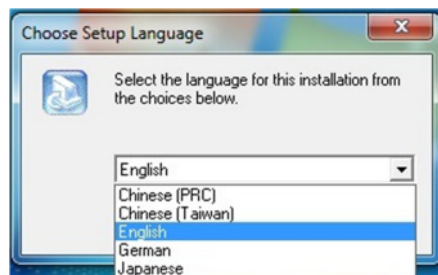 Choose Setup Language
Select the language for this installation from
the choices below.
English
Chinese (PRC)
Chinese (Taiwan)
English
German
Japanese